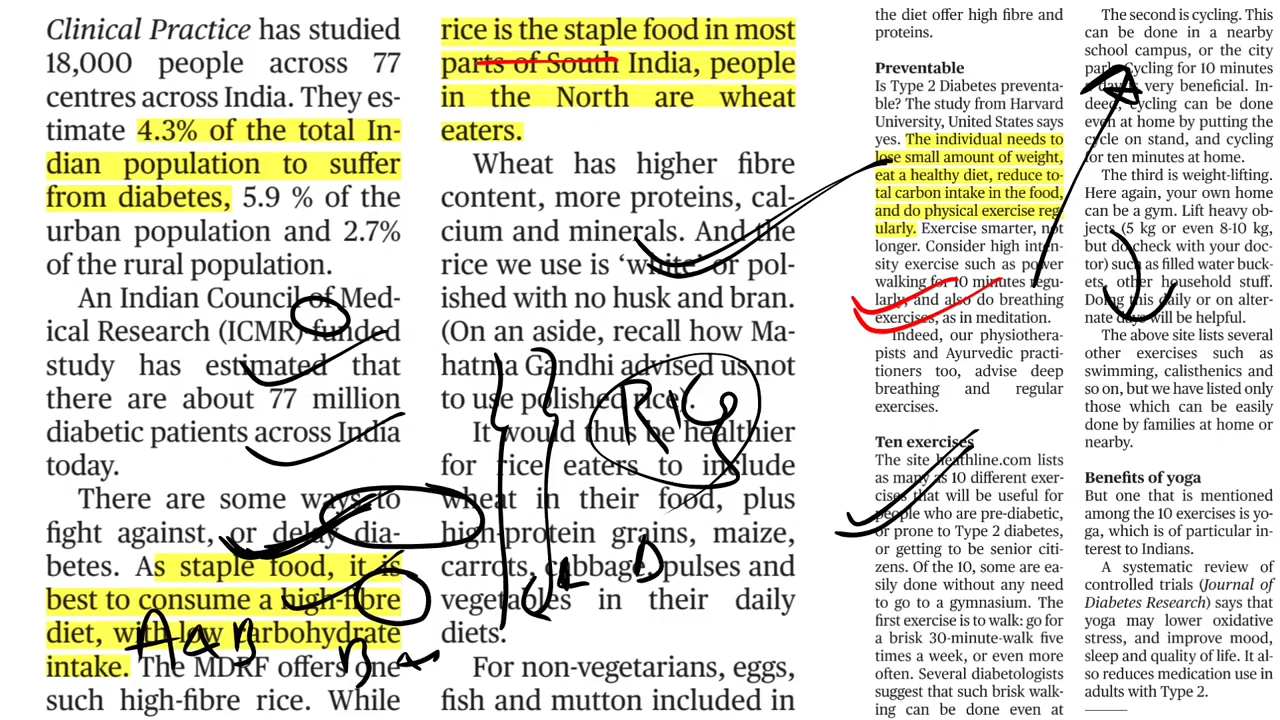 Clinical Practice has studied
18,000 people across 77
centres across India. They es-
timate 4.3% of the total In-
dian population to suffer
from diabetes, 5.9 % of the
urban population and 2.7%
of the rural population.
An Indian Council of Med-
ical Research (ICMR) funded
study has estimated that
there are about 77 million
diabetic patients across India
today.
There are some ways to
fight against, or delay dia-
betes. As staple food, it is
best to consume a high-fibre
diet, with low carbohydrate
intake. The MDRF offers one
such high-fibre rice. While
rice is the staple food in most
parts of South India, people
in the North are wheat
eaters.
Wheat has higher fibre
content, more proteins, cal-
cium and minerals. And the
rice we use is ‘white’ or pol-
ished with no husk and bran.
(On an aside, recall how Ma-
hatma Gandhi advised us not
to use polished rice).
It would thus be healthier
for rice eaters to include
wheat in their food, plus
high-protein grains, maize,
carrots, cabbage, pulses and
vegetables in their daily
diets.
For non-vegetarians, eggs,
fish and mutton included in
the diet offer high fibre and
proteins.
Preventable
Is Type 2 Diabetes preventa-
ble? The study from Harvard
University, United States says
yes. The individual needs to
lose small amount of weight,
eat a healthy diet, reduce to-
tal carbon intake in the food,
and do physical exercise reg-
ularly. Exercise smarter, not
longer. Consider high inten-
sity exercise such as power
walking for 10 minutes regu-
larly, and also do breathing
exercises, as in meditation.
Indeed, our physiothera-
pists and Ayurvedic practi-
tioners too, advise deep
breathing and regular
exercises.
Ten exercises
The site heathline.com lists
as many as 10 different exer-
cises that will be useful for
people who are pre-diabetic,
or prone to Type 2 diabetes,
or getting to be senior citi-
zens. Of the 10, some are ea-
sily done without any need
to go to a gymnasium. The
first exercise is to walk: go for
a brisk 30-minute-walk five
times a week, or even more
often. Several diabetologists
suggest that such brisk walk-
ing can be done even at
The second is cycling. This
can be done in a nearby
school campus, or the city
park. Cycling for 10 minutes
a day is very beneficial. In-
deed, cycling can be done
even at home by putting the
cycle on stand, and cycling
for ten minutes at home.
The third is weight-lifting.
Here again, your own home
can be a gym. Lift heavy ob-
jects (5 kg or even 8-10 kg,
but do check with your doc-
tor) such as filled water buck-
ets, other household stuff.
Doing this daily or on alter-
nate days will be helpful.
The above site lists several
other exercises such as
swimming, calisthenics and
so on, but we have listed only
those which can be easily
done by families at home or
nearby.
Benefits of yoga
But one that is mentioned
among the 10 exercises is yo-
ga, which is of particular in-
terest to Indians.
A systematic review of
controlled trials (Journal of
Diabetes Research) says that
yoga may lower oxidative
stress, and improve mood,
sleep and quality of life. It al-
so reduces medication use in
adults with Type 2.